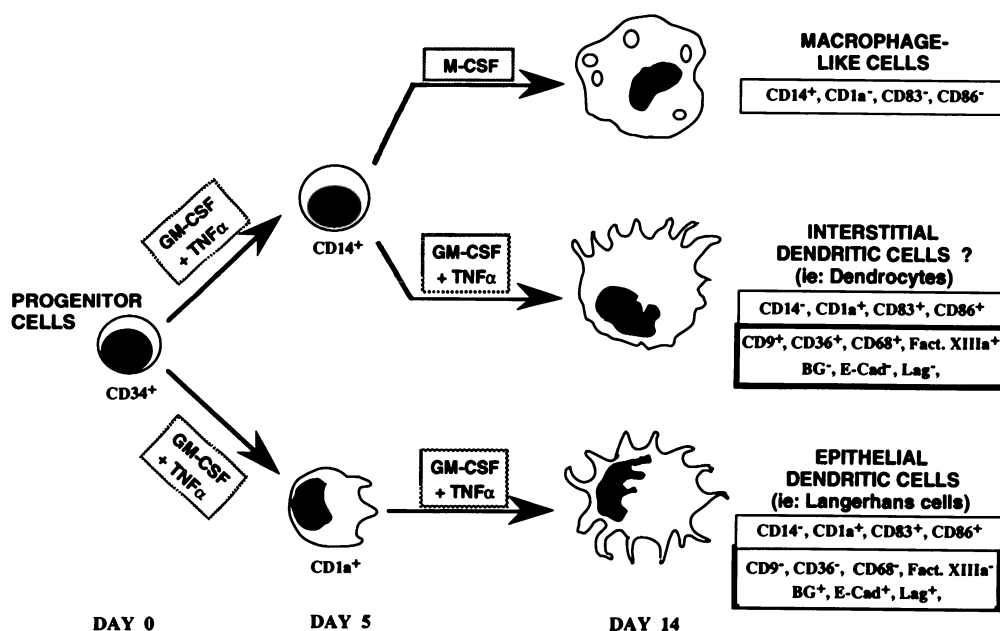 M-CSF
MACROPHAGE-
LIKE CELLS
CD14⁺, CD1a⁻, CD83⁻, CD86⁻
GM-CSF
+ TNFα
CD14⁺
GM-CSF
+ TNFα
INTERSTITIAL
DENDRITIC CELLS ?
(ie: Dendrocytes)
CD14⁻, CD1a⁺, CD83⁺, CD86⁺
CD9⁺, CD36⁺, CD68⁺, Fact. XIIIa⁺
BG⁻, E-Cad⁻, Lag⁻,
PROGENITOR
CELLS
CD34⁺
GM-CSF
+ TNFα
CD1a⁺
GM-CSF
+ TNFα
EPITHELIAL
DENDRITIC CELLS
(ie: Langerhans cells)
CD14⁻, CD1a⁺, CD83⁺, CD86⁺
CD9⁻, CD36⁻, CD68⁻, Fact. XIIIa⁻
BG⁺, E-Cad⁺, Lag⁺,
DAY 0
DAY 5
DAY 14